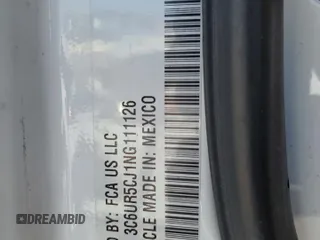 D BY: FCA US LLC
3C6UR5CJ1NG111126
CLE MADE IN: MEXICO
DREAMBID